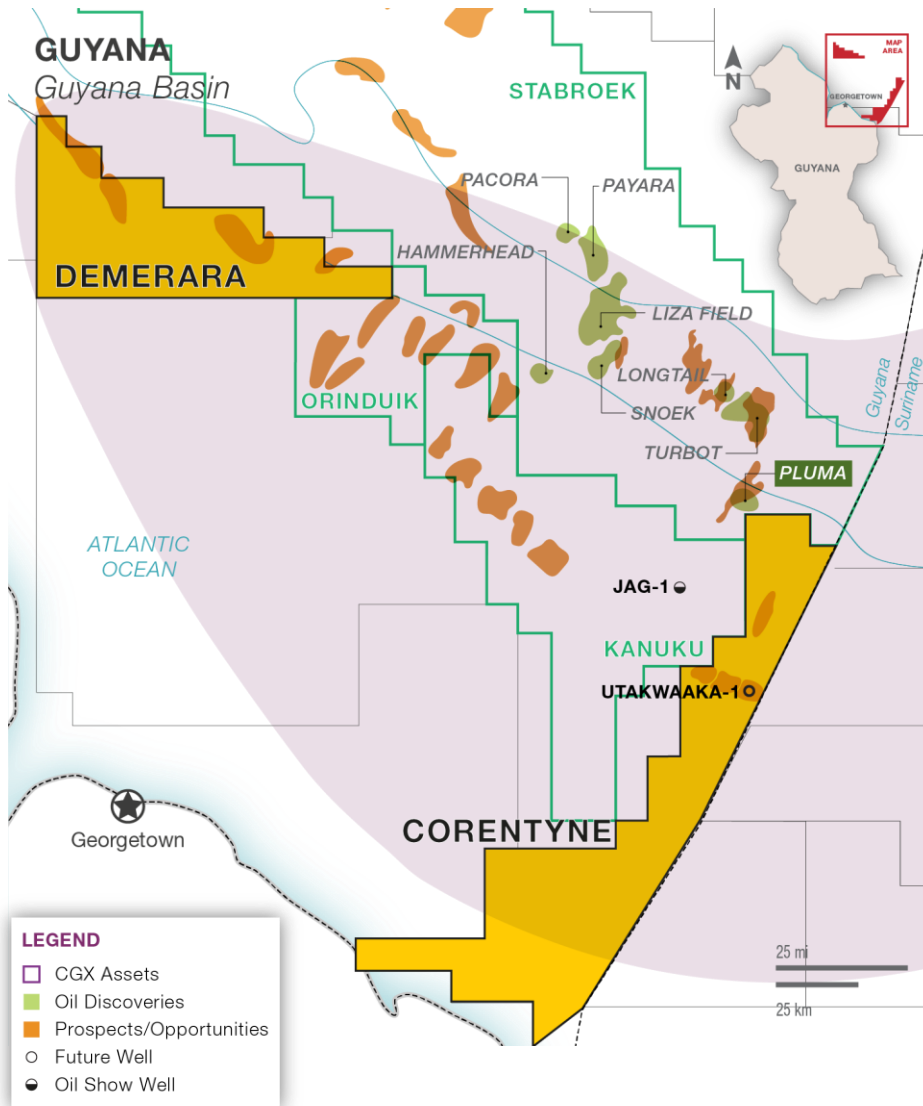 GUYANA
Guyana Basin
STABROEK
N
MAP
AREA
GEORGETOWN
GUYANA
PACORA
PAYARA
HAMMERHEAD
DEMERARA
LIZA FIELD
LONGTAIL
ORINDUIK
SNOEK
TURBOT
PLUMA
Guyana
Suriname
ATLANTIC
OCEAN
JAG-1
KANUKU
UTAKWAAKA-1
Georgetown
CORENTYNE
25 mi
25 km
LEGEND
CGX Assets
Oil Discoveries
Prospects/Opportunities
Future Well
Oil Show Well